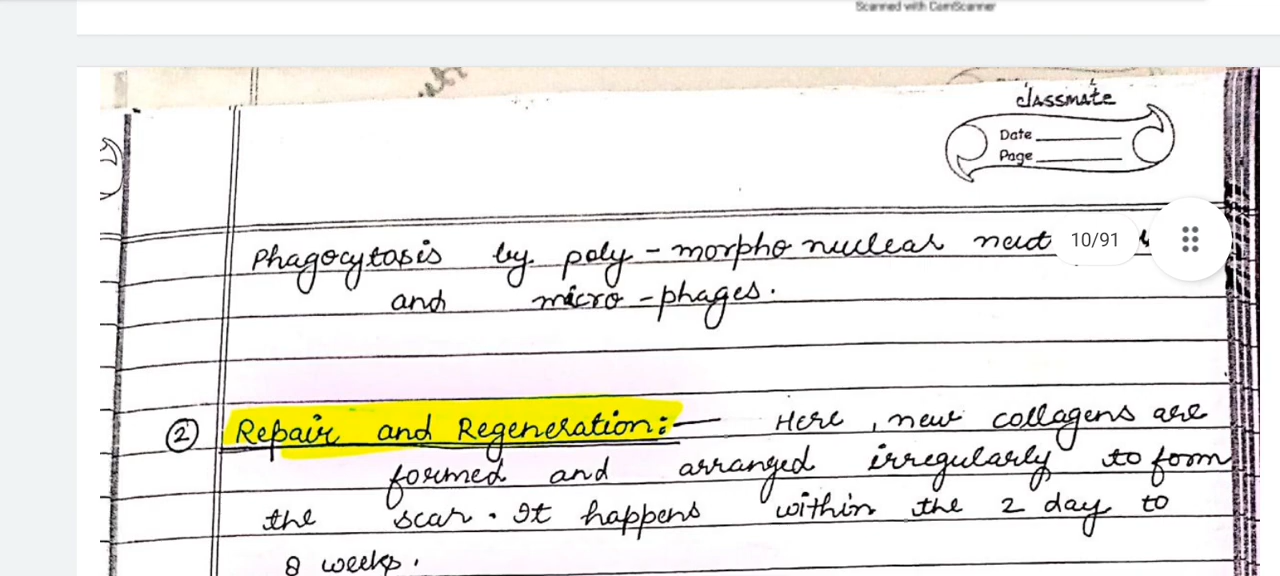 Scanned with CamScanner
classmate
Date
Page
Phagocytosis by poly-morpho nuclear neut
10/91
and micro-phages.
② Repair and Regeneration:— Here, new collagens are
formed and arranged irregularly to form
the scar. It happens within the 2 day to
8 weeks.